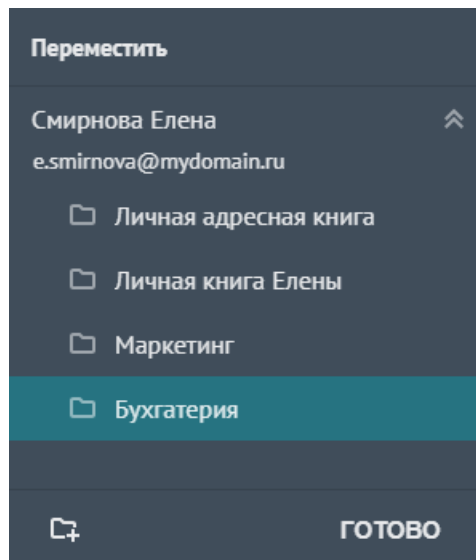 Переместить
Смирнова Елена
e.smirnova@mydomain.ru
Личная адресная книга
Личная книга Елены
Маркетинг
Бухгатерия
ГОТОВО